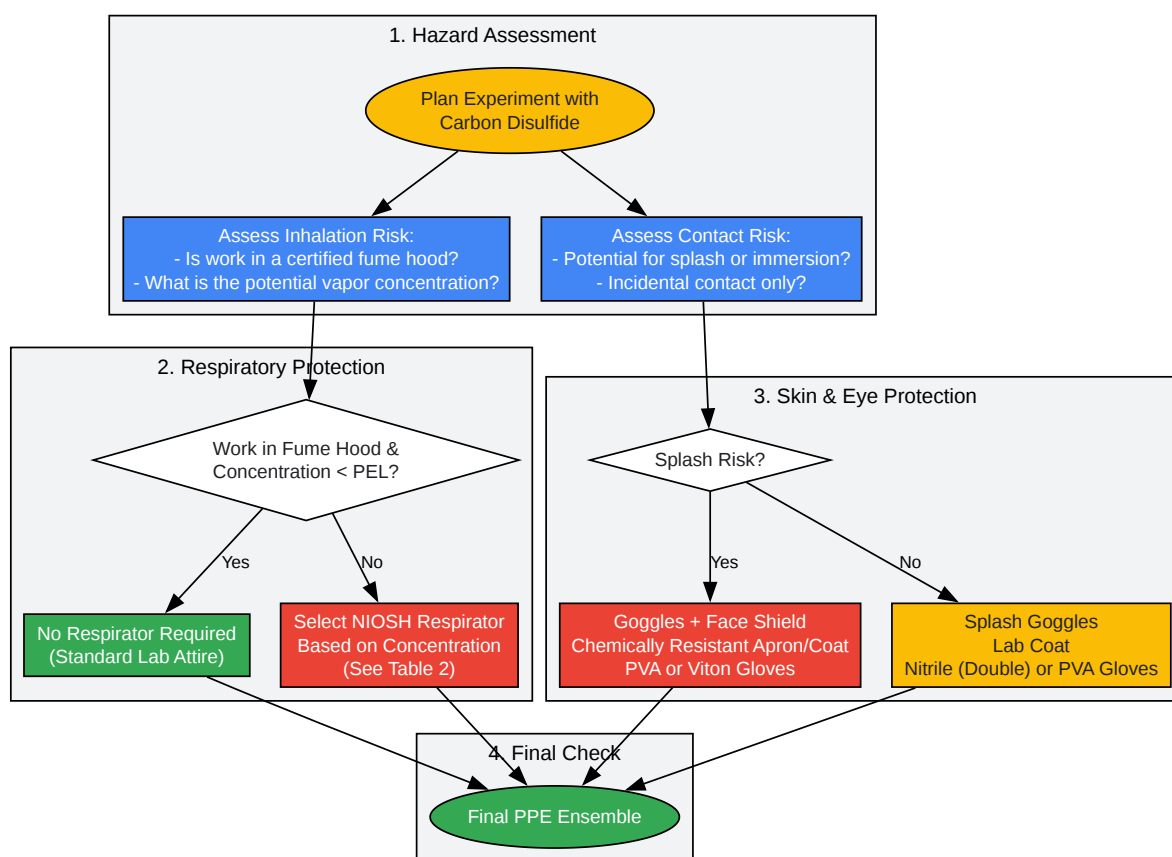 1. Hazard Assessment
Plan Experiment with
Carbon Disulfide
Assess Inhalation Risk:
- Is work in a certified fume hood?
- What is the potential vapor concentration?
Assess Contact Risk:
- Potential for splash or immersion?
- Incidental contact only?
2. Respiratory Protection
Work in Fume Hood &
Concentration < PEL?
Yes
No
No Respirator Required
(Standard Lab Attire)
Select NIOSH Respirator
Based on Concentration
(See Table 2)
3. Skin & Eye Protection
Splash Risk?
Yes
No
Goggles + Face Shield
Chemically Resistant Apron/Coat
PVA or Viton Gloves
Splash Goggles
Lab Coat
Nitrile (Double) or PVA Gloves
4. Final Check
Final PPE Ensemble